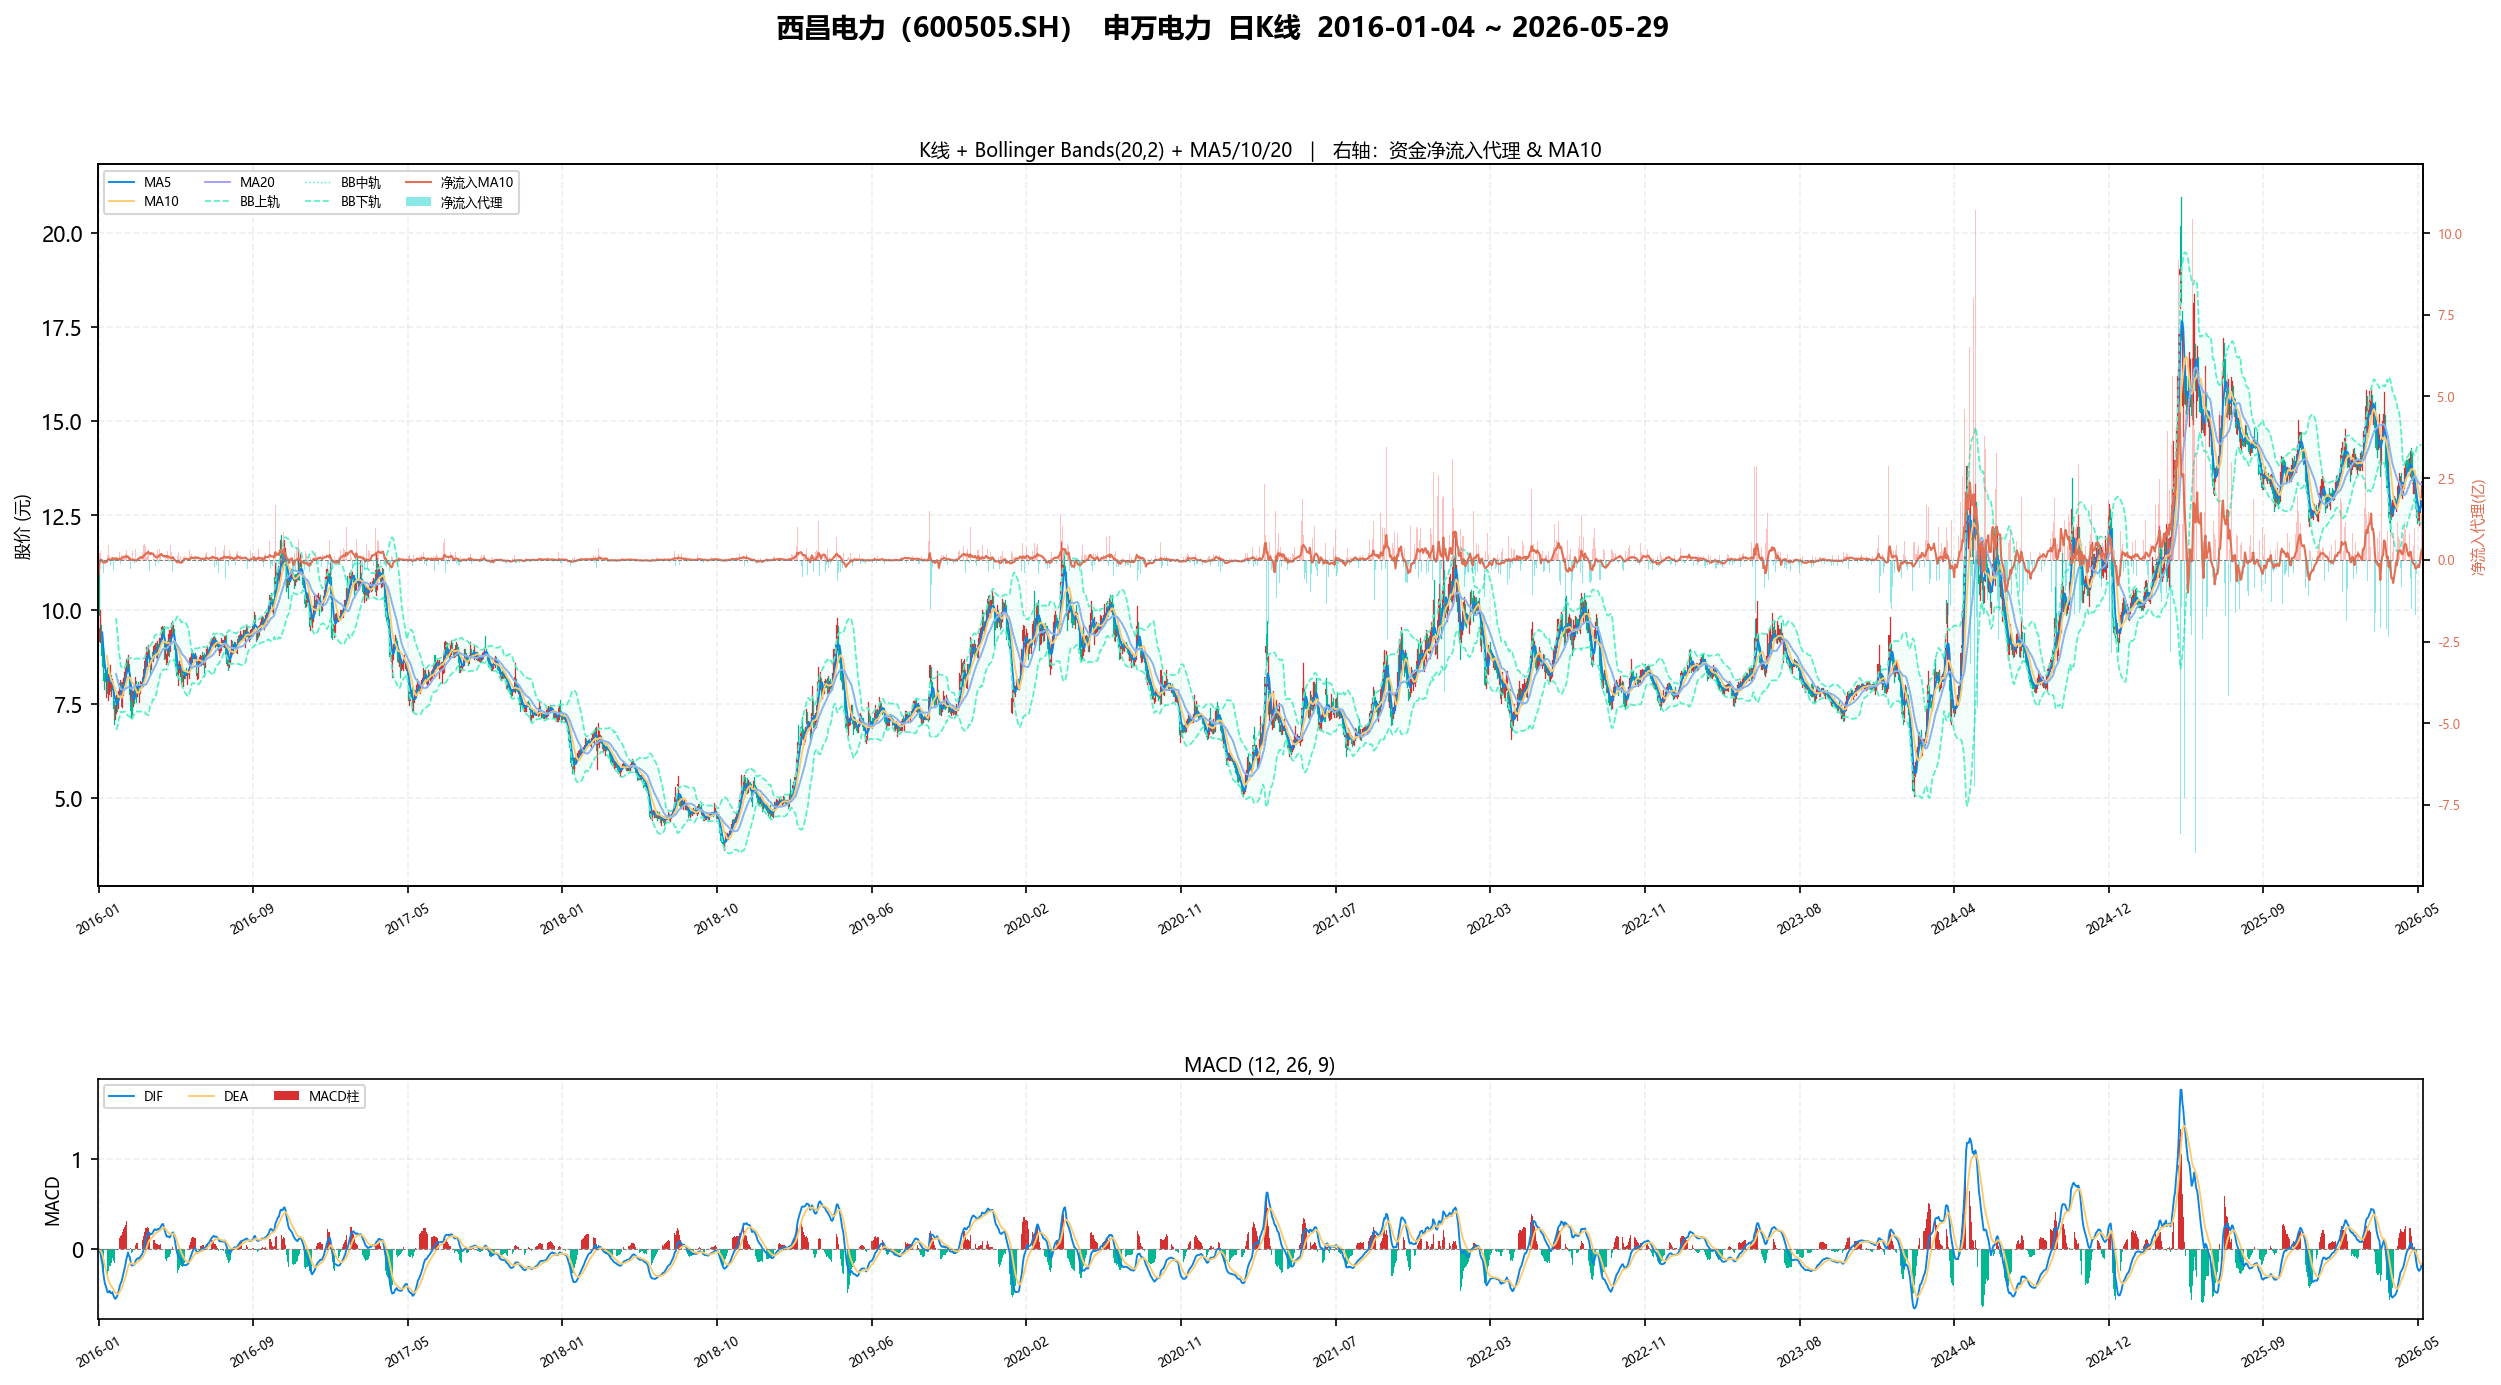 西昌电力（600505.SH） 申万电力 日K线 2016-01-04 ~ 2026-05-29
K线 + Bollinger Bands(20,2) + MA5/10/20 | 右轴：资金净流入代理 & MA10
MA5 MA20 BB中轨 净流入MA10
MA10 BB上轨 BB下轨 净流入代理
股价 (元)
20.0
17.5
15.0
12.5
10.0
7.5
5.0
10.0
7.5
5.0
2.5
0.0
-2.5
-5.0
-7.5
净流入代理(亿)
2016-01 2016-09 2017-05 2018-01 2018-10 2019-06 2020-02 2020-11 2021-07 2022-03 2022-11 2023-08 2024-04 2024-12 2025-09 2026-05
MACD (12, 26, 9)
DIF DEA MACD柱
MACD
1
0
2016-01 2016-09 2017-05 2018-01 2018-10 2019-06 2020-02 2020-11 2021-07 2022-03 2022-11 2023-08 2024-04 2024-12 2025-09 2026-05